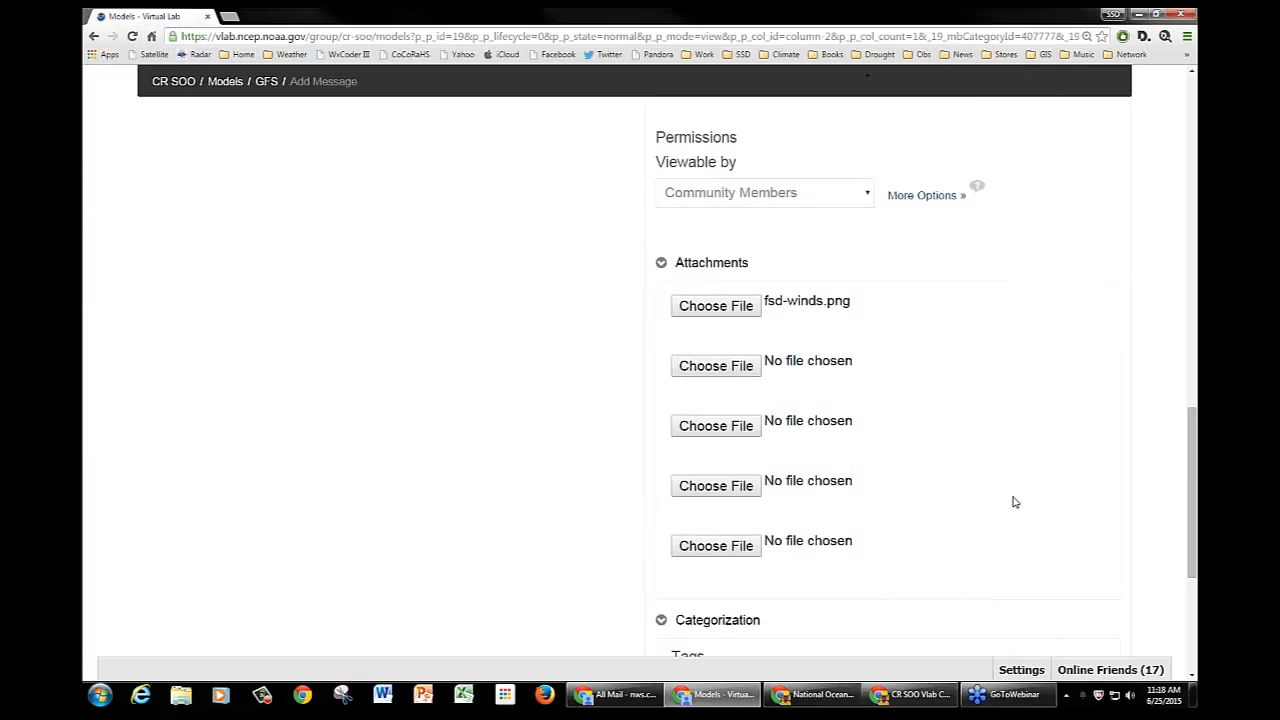 Models - Virtual Lab
SSD
https://vlab.ncep.noaa.gov/group/cr-soo/models?p_p_id=19&p_p_lifecycle=0&p_p_state=normal&p_p_mode=view&p_p_col_id=column-2&p_p_col_count=1&_19_mbCategoryId=407777&_19
Apps Satellite Radar Home Weather WxCoder III CoCoRaHS Yahoo iCloud Facebook Twitter Pandora Work SSD Climate Books Drought Obs News Stores GIS Music Network »
CR SOO / Models / GFS / Add Message
Permissions
Viewable by
Community Members
More Options »
Attachments
Choose File fsd-winds.png
Choose File No file chosen
Choose File No file chosen
Choose File No file chosen
Choose File No file chosen
Categorization
Tags
Settings Online Friends (17)
All Mail - nws.c... Models - Virtua... National Ocean... CR SOO Vlab C... GoToWebinar
11:18 AM
6/25/2015